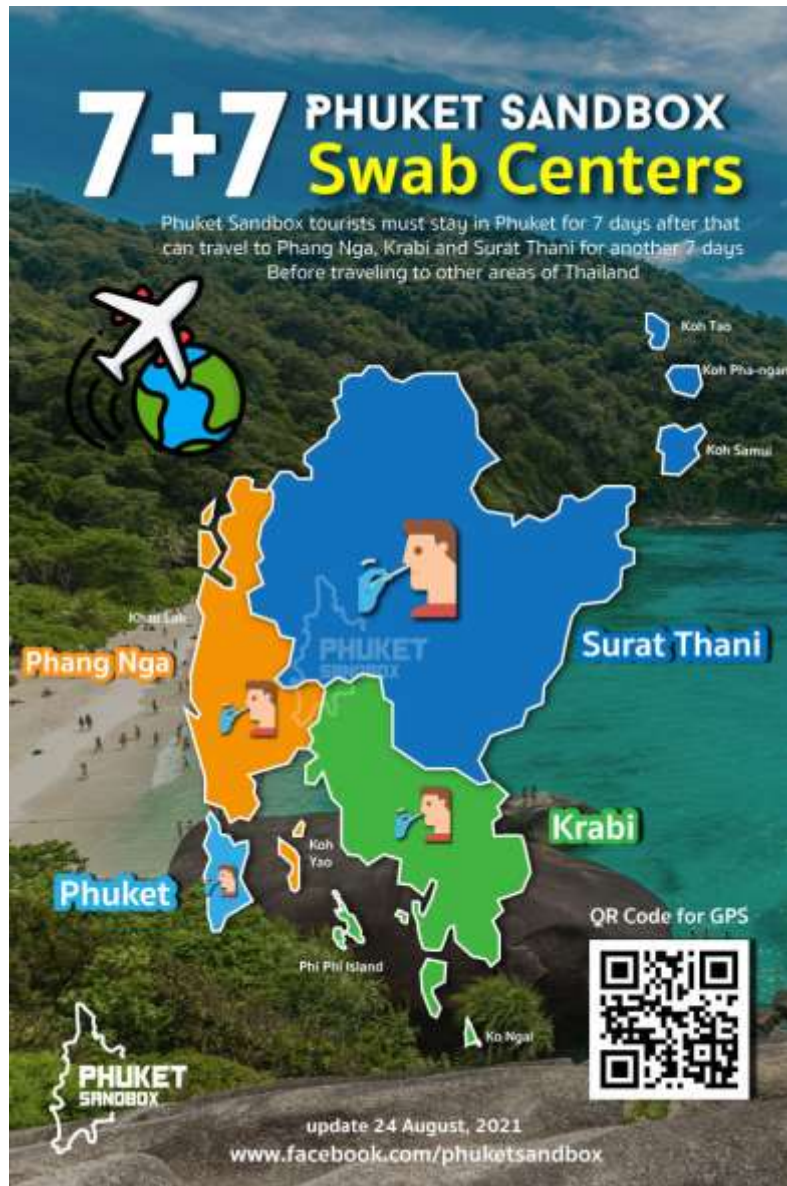 7+7 PHUKET SANDBOX
Swab Centers
Phuket Sandbox tourists must stay in Phuket for 7 days after that
can travel to Phang Nga, Krabi and Surat Thani for another 7 days
Before traveling to other areas of Thailand
Koh Tao
Koh Pha-ngan
Koh Samui
Khao Lak
PHUKET
SANDBOX
Surat Thani
Phang Nga
Krabi
Koh
Yao
Phuket
QR Code for GPS
Phi Phi Island
Ko Ngai
PHUKET
SANDBOX
update 24 August, 2021
www.facebook.com/phuketsandbox